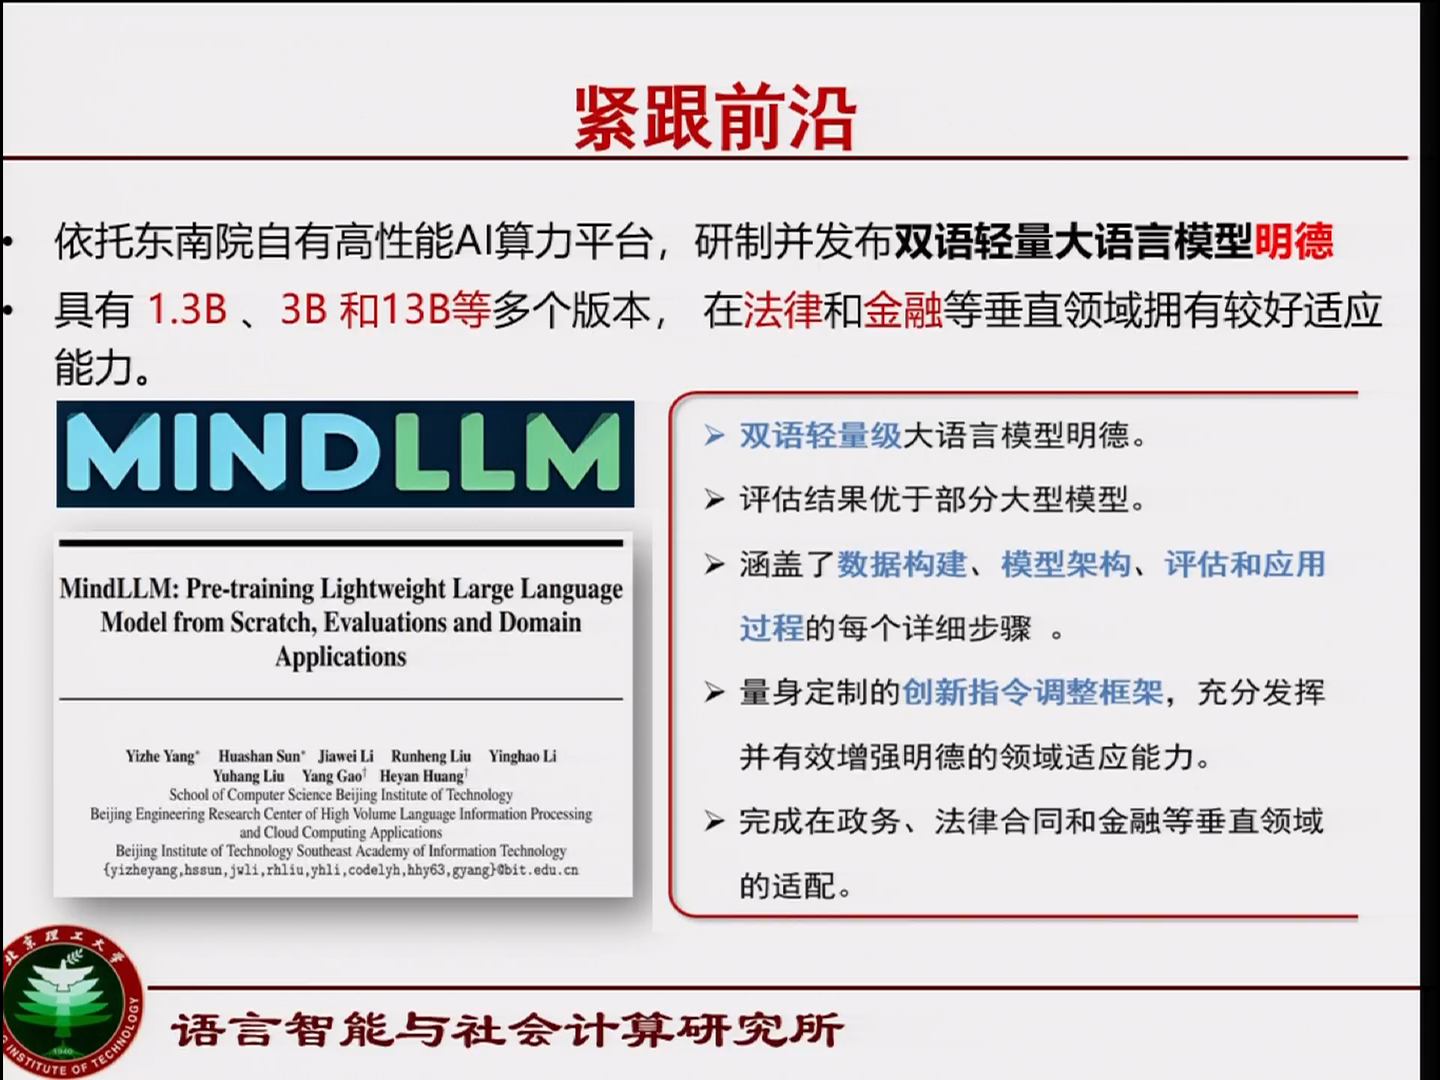 紧跟前沿
• 依托东南院自有高性能AI算力平台，研制并发布双语轻量大语言模型明德
• 具有 1.3B 、3B 和13B等多个版本， 在法律和金融等垂直领域拥有较好适应
能力。
MINDLLM
MindLLM: Pre-training Lightweight Large Language
Model from Scratch, Evaluations and Domain
Applications
Yizhe Yang* Huashan Sun* Jiawei Li Runheng Liu Yinghao Li
Yuhang Liu Yang Gao† Heyan Huang†
School of Computer Science Beijing Institute of Technology
Beijing Engineering Research Center of High Volume Language Information Processing
and Cloud Computing Applications
Beijing Institute of Technology Southeast Academy of Information Technology
{yizheyang,hssun,jwli,rhliu,yhli,codelyh,hhy63,gyang}@bit.edu.cn
➢ 双语轻量级大语言模型明德。
➢ 评估结果优于部分大型模型。
➢ 涵盖了数据构建、模型架构、评估和应用
过程的每个详细步骤 。
➢ 量身定制的创新指令调整框架，充分发挥
并有效增强明德的领域适应能力。
➢ 完成在政务、法律合同和金融等垂直领域
的适配。
北京理工大学
1940
INSTITUTE OF TECHNOLOGY
语言智能与社会计算研究所